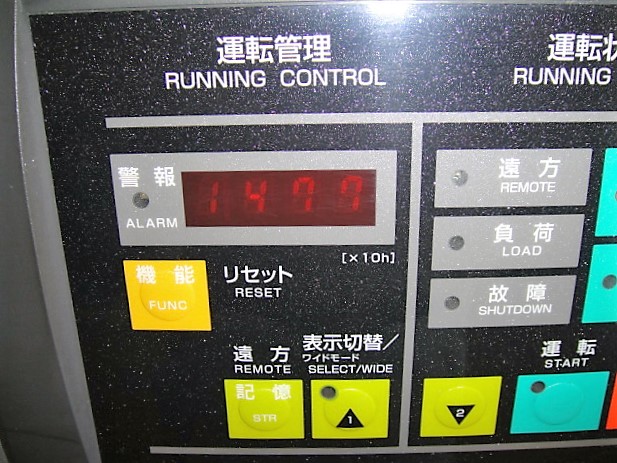 運転管理
RUNNING CONTROL
運転状
RUNNING
警報
ALARM
1477
[×10h]
遠方
REMOTE
負荷
LOAD
故障
SHUTDOWN
機能
FUNC
リセット
RESET
遠方
REMOTE
表示切替/
ワイドモード
SELECT/WIDE
運転
START
記憶
STR
1
2